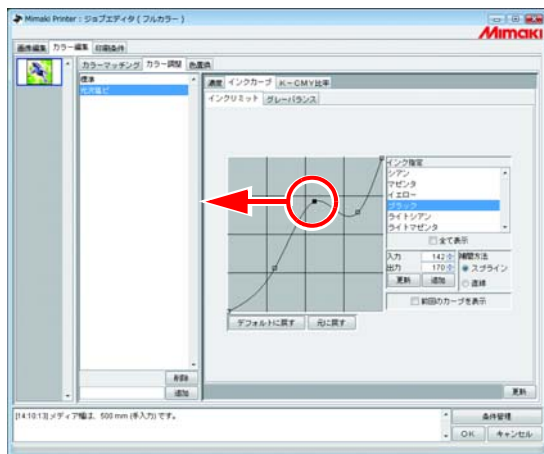 Mimaki Printer : ジョブエディタ ( フルカラー )
Mimaki
画像編集 カラー編集 印刷条件
カラーマッチング カラー調整 色置換
標準
光沢塩ビ
濃度 インクカーブ K-CMY比率
インクリミット グレーバランス
インク指定
シアン
マゼンタ
イエロー
ブラック
ライトシアン
ライトマゼンタ
全て表示
入力 142 補間方法
出力 170 スプライン
更新 追加 直線
前回のカーブを表示
デフォルトに戻す 元に戻す
削除
追加
更新
[14:10:13] メディア幅は、500 mm (手入力) です。
条件管理
OK キャンセル